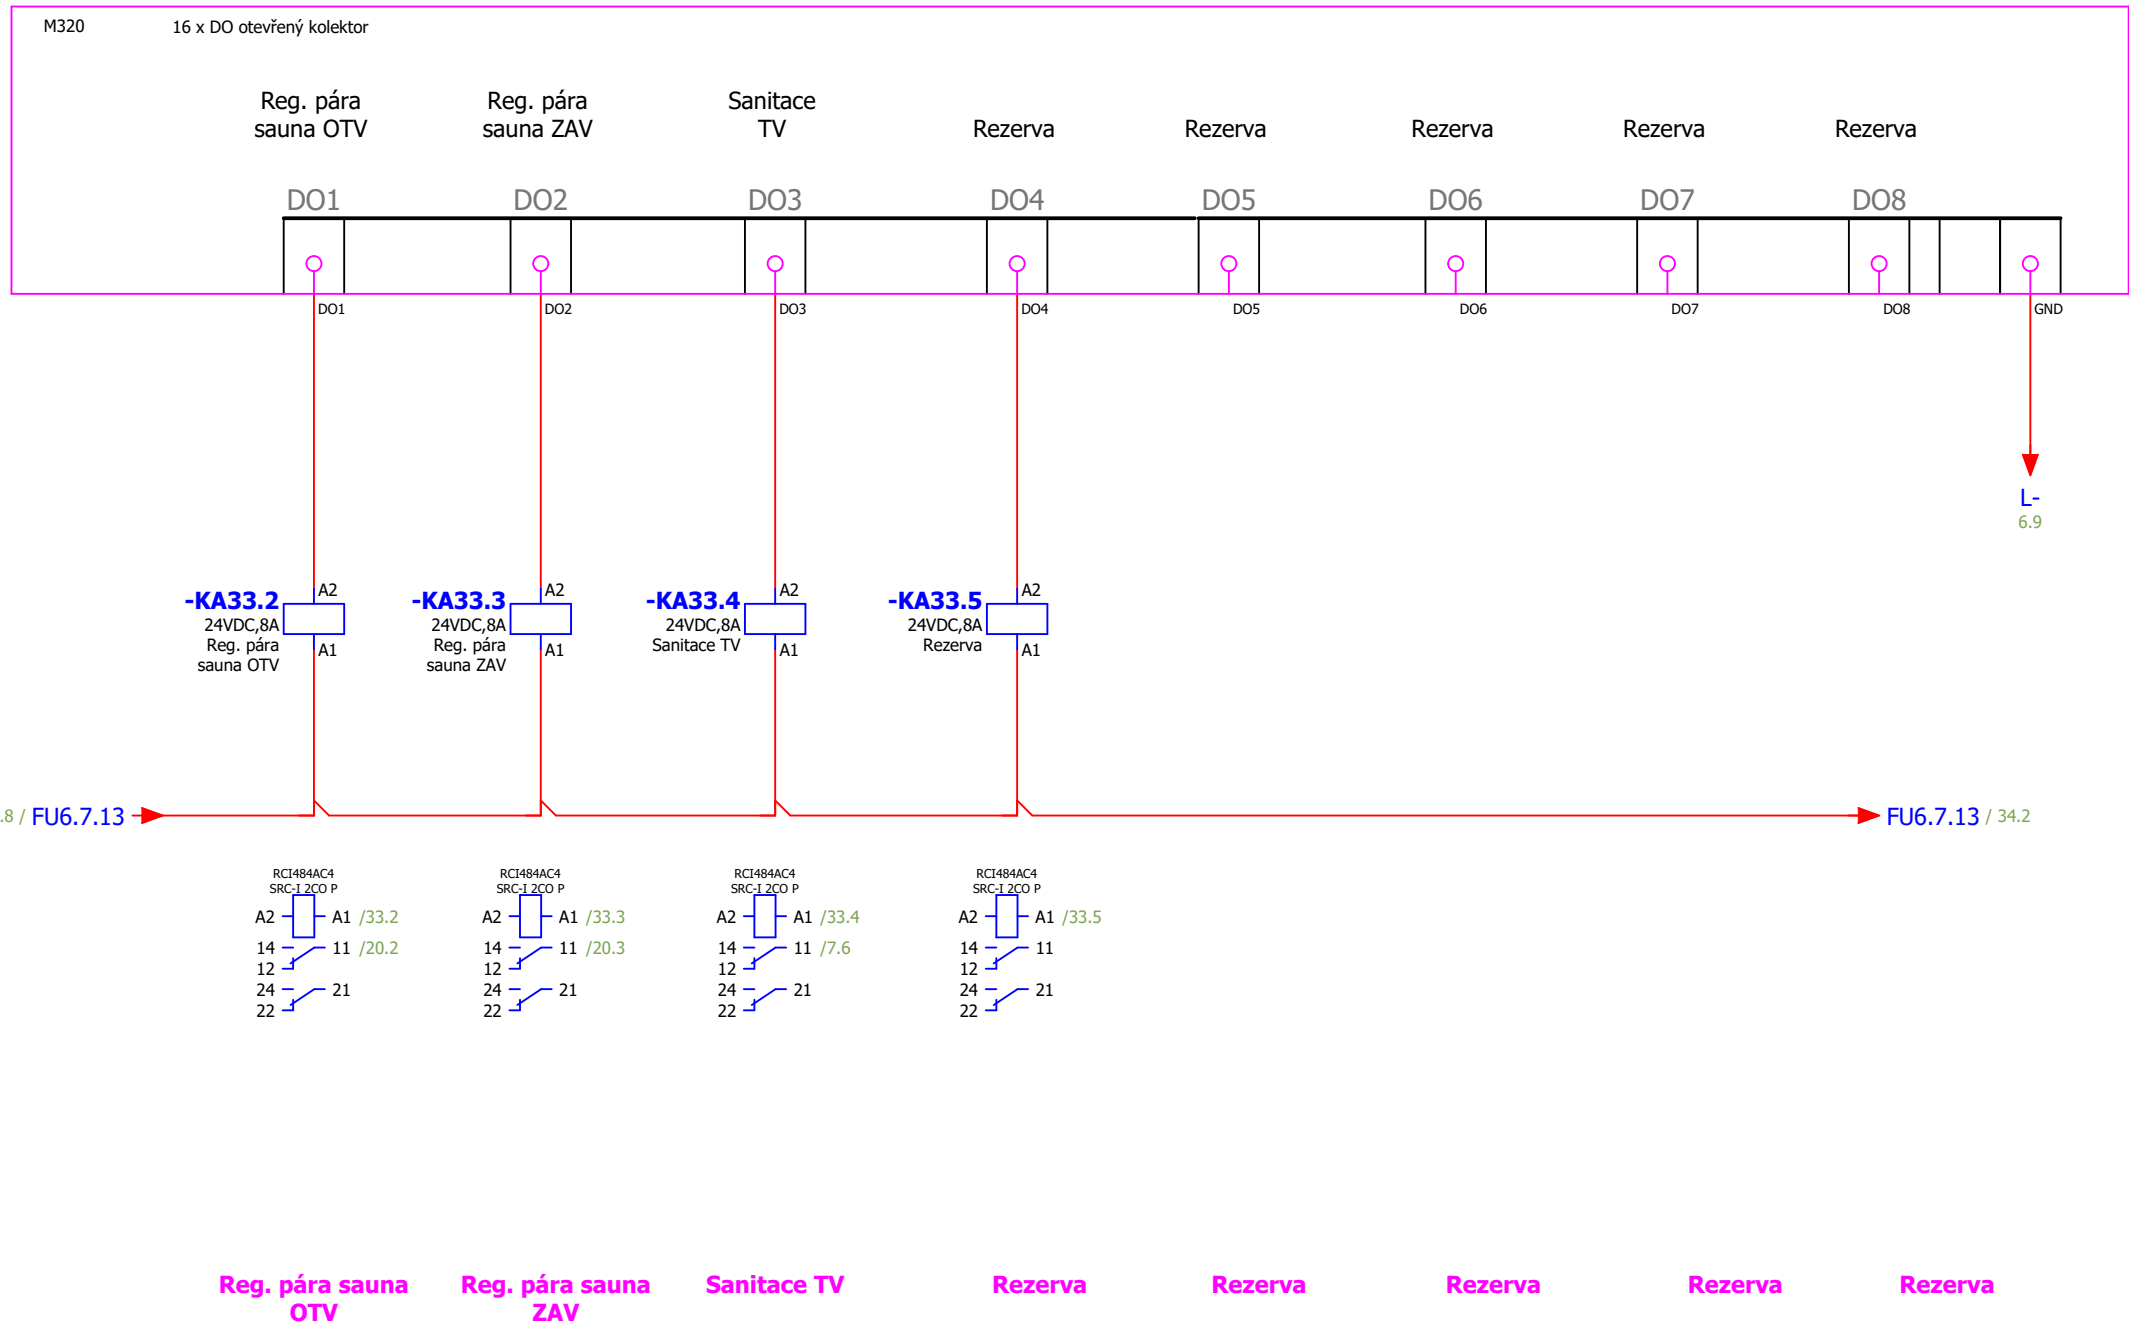 M320 16 x DO otevřený kolektor
Reg. pára Reg. pára Sanitace
sauna OTV sauna ZAV TV Rezerva Rezerva Rezerva Rezerva Rezerva
DO1 DO2 DO3 DO4 DO5 DO6 DO7 DO8
DO1 DO2 DO3 DO4 DO5 DO6 DO7 DO8 GND
L-
6.9
A2 A2 A2 A2
-KA33.2 -KA33.3 -KA33.4 -KA33.5
24VDC,8A 24VDC,8A 24VDC,8A 24VDC,8A
Reg. pára Reg. pára Sanitace TV Rezerva
A1 A1 A1 A1
sauna OTV sauna ZAV
.8 / FU6.7.13 FU6.7.13 / 34.2
RCI484AC4 RCI484AC4 RCI484AC4 RCI484AC4
SRC-I 2CO P SRC-I 2CO P SRC-I 2CO P SRC-I 2CO P
A2 A1 /33.2 A2 A1 /33.3 A2 A1 /33.4 A2 A1 /33.5
14 11 /20.2 14 11 /20.3 14 11 /7.6 14 11
12 12 12 12
24 21 24 21 24 21 24 21
22 22 22 22
Reg. pára sauna Reg. pára sauna Sanitace TV Rezerva Rezerva Rezerva Rezerva Rezerva
OTV ZAV